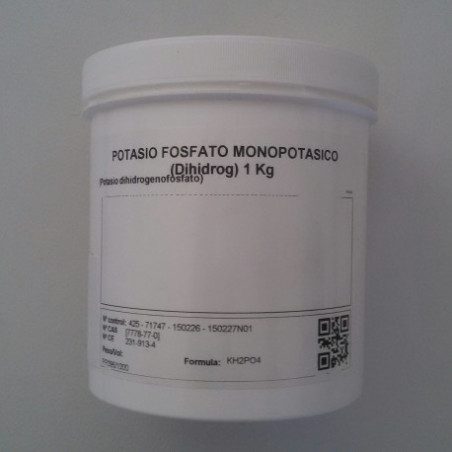 POTASIO FOSFATO MONOPOTASICO
(Dihidrog) 1 Kg
(Potasio dihidrogenofosfato)
Nº control: 425 - 71747 - 150226 - 150227N01
Nº CAS [7778-77-0]
Nº CE 231-913-4
Formula: KH2PO4